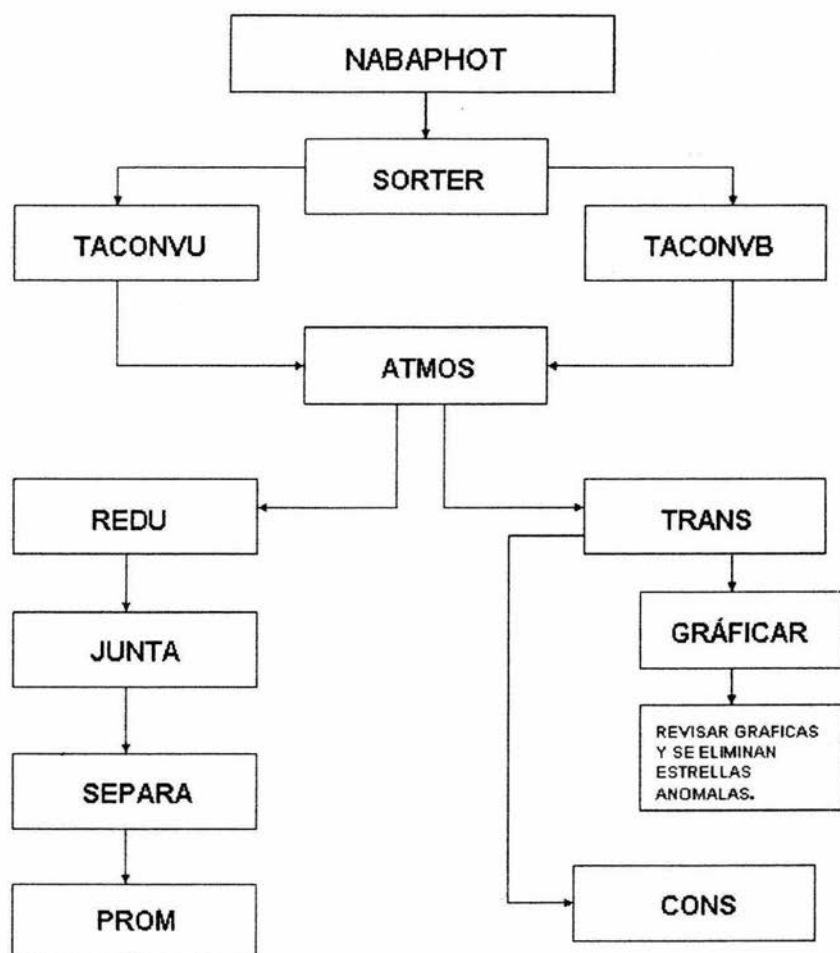 NABAPHOT
SORTER
TACONVU
TACONVB
ATMOS
REDU
TRANS
JUNTA
GRÁFICAR
REVISAR GRAFICAS
Y SE ELIMINAN
ESTRELLAS
ANOMALAS.
SEPARA
PROM
CONS